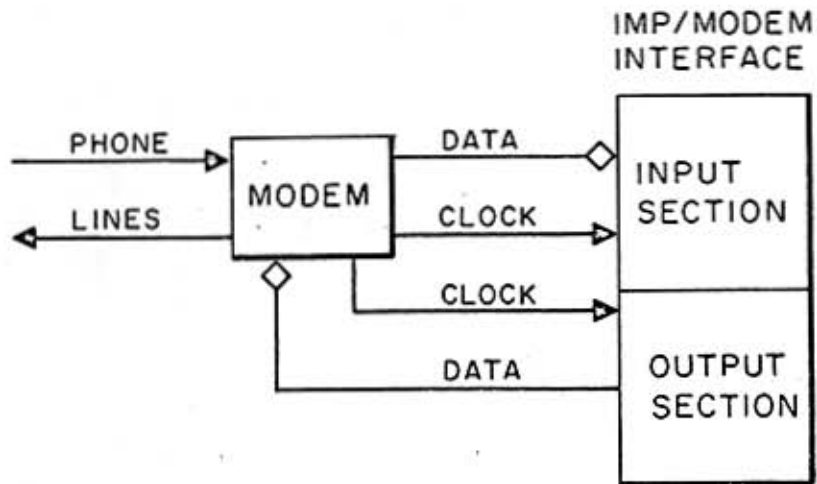 IMP/MODEM
INTERFACE
PHONE
LINES
MODEM
DATA
CLOCK
CLOCK
DATA
INPUT
SECTION
OUTPUT
SECTION